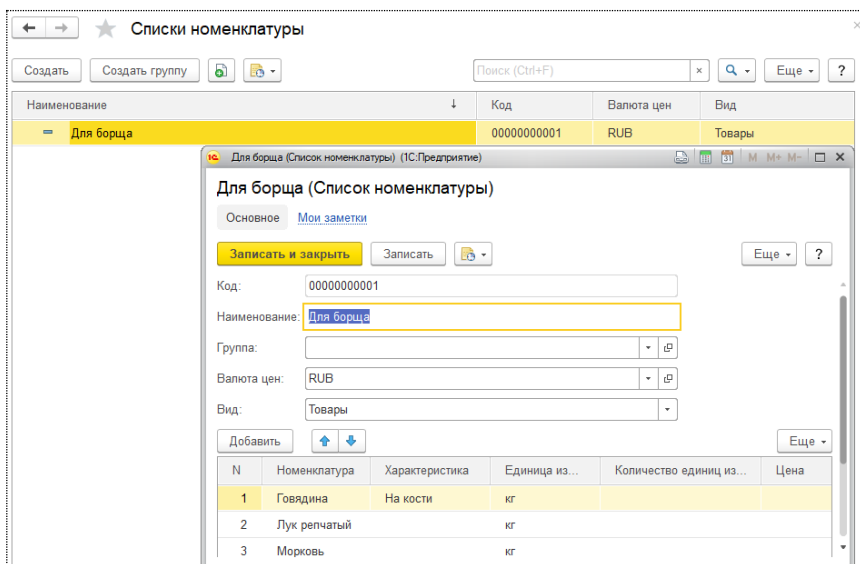 Списки номенклатуры
Создать Создать группу Поиск (Ctrl+F) × Еще ?
Наименование ↓ Код Валюта цен Вид
Для борща 00000000001 RUB Товары
1С Для борща (Список номенклатуры) (1С:Предприятие) 31 M M+ M-
Для борща (Список номенклатуры)
Основное Мои заметки
Записать и закрыть Записать Еще ?
Код: 00000000001
Наименование: Для борща
Группа:
Валюта цен: RUB
Вид: Товары
Добавить Еще
N Номенклатура Характеристика Единица из... Количество единиц из... Цена
1 Говядина На кости кг
2 Лук репчатый кг
3 Морковь кг